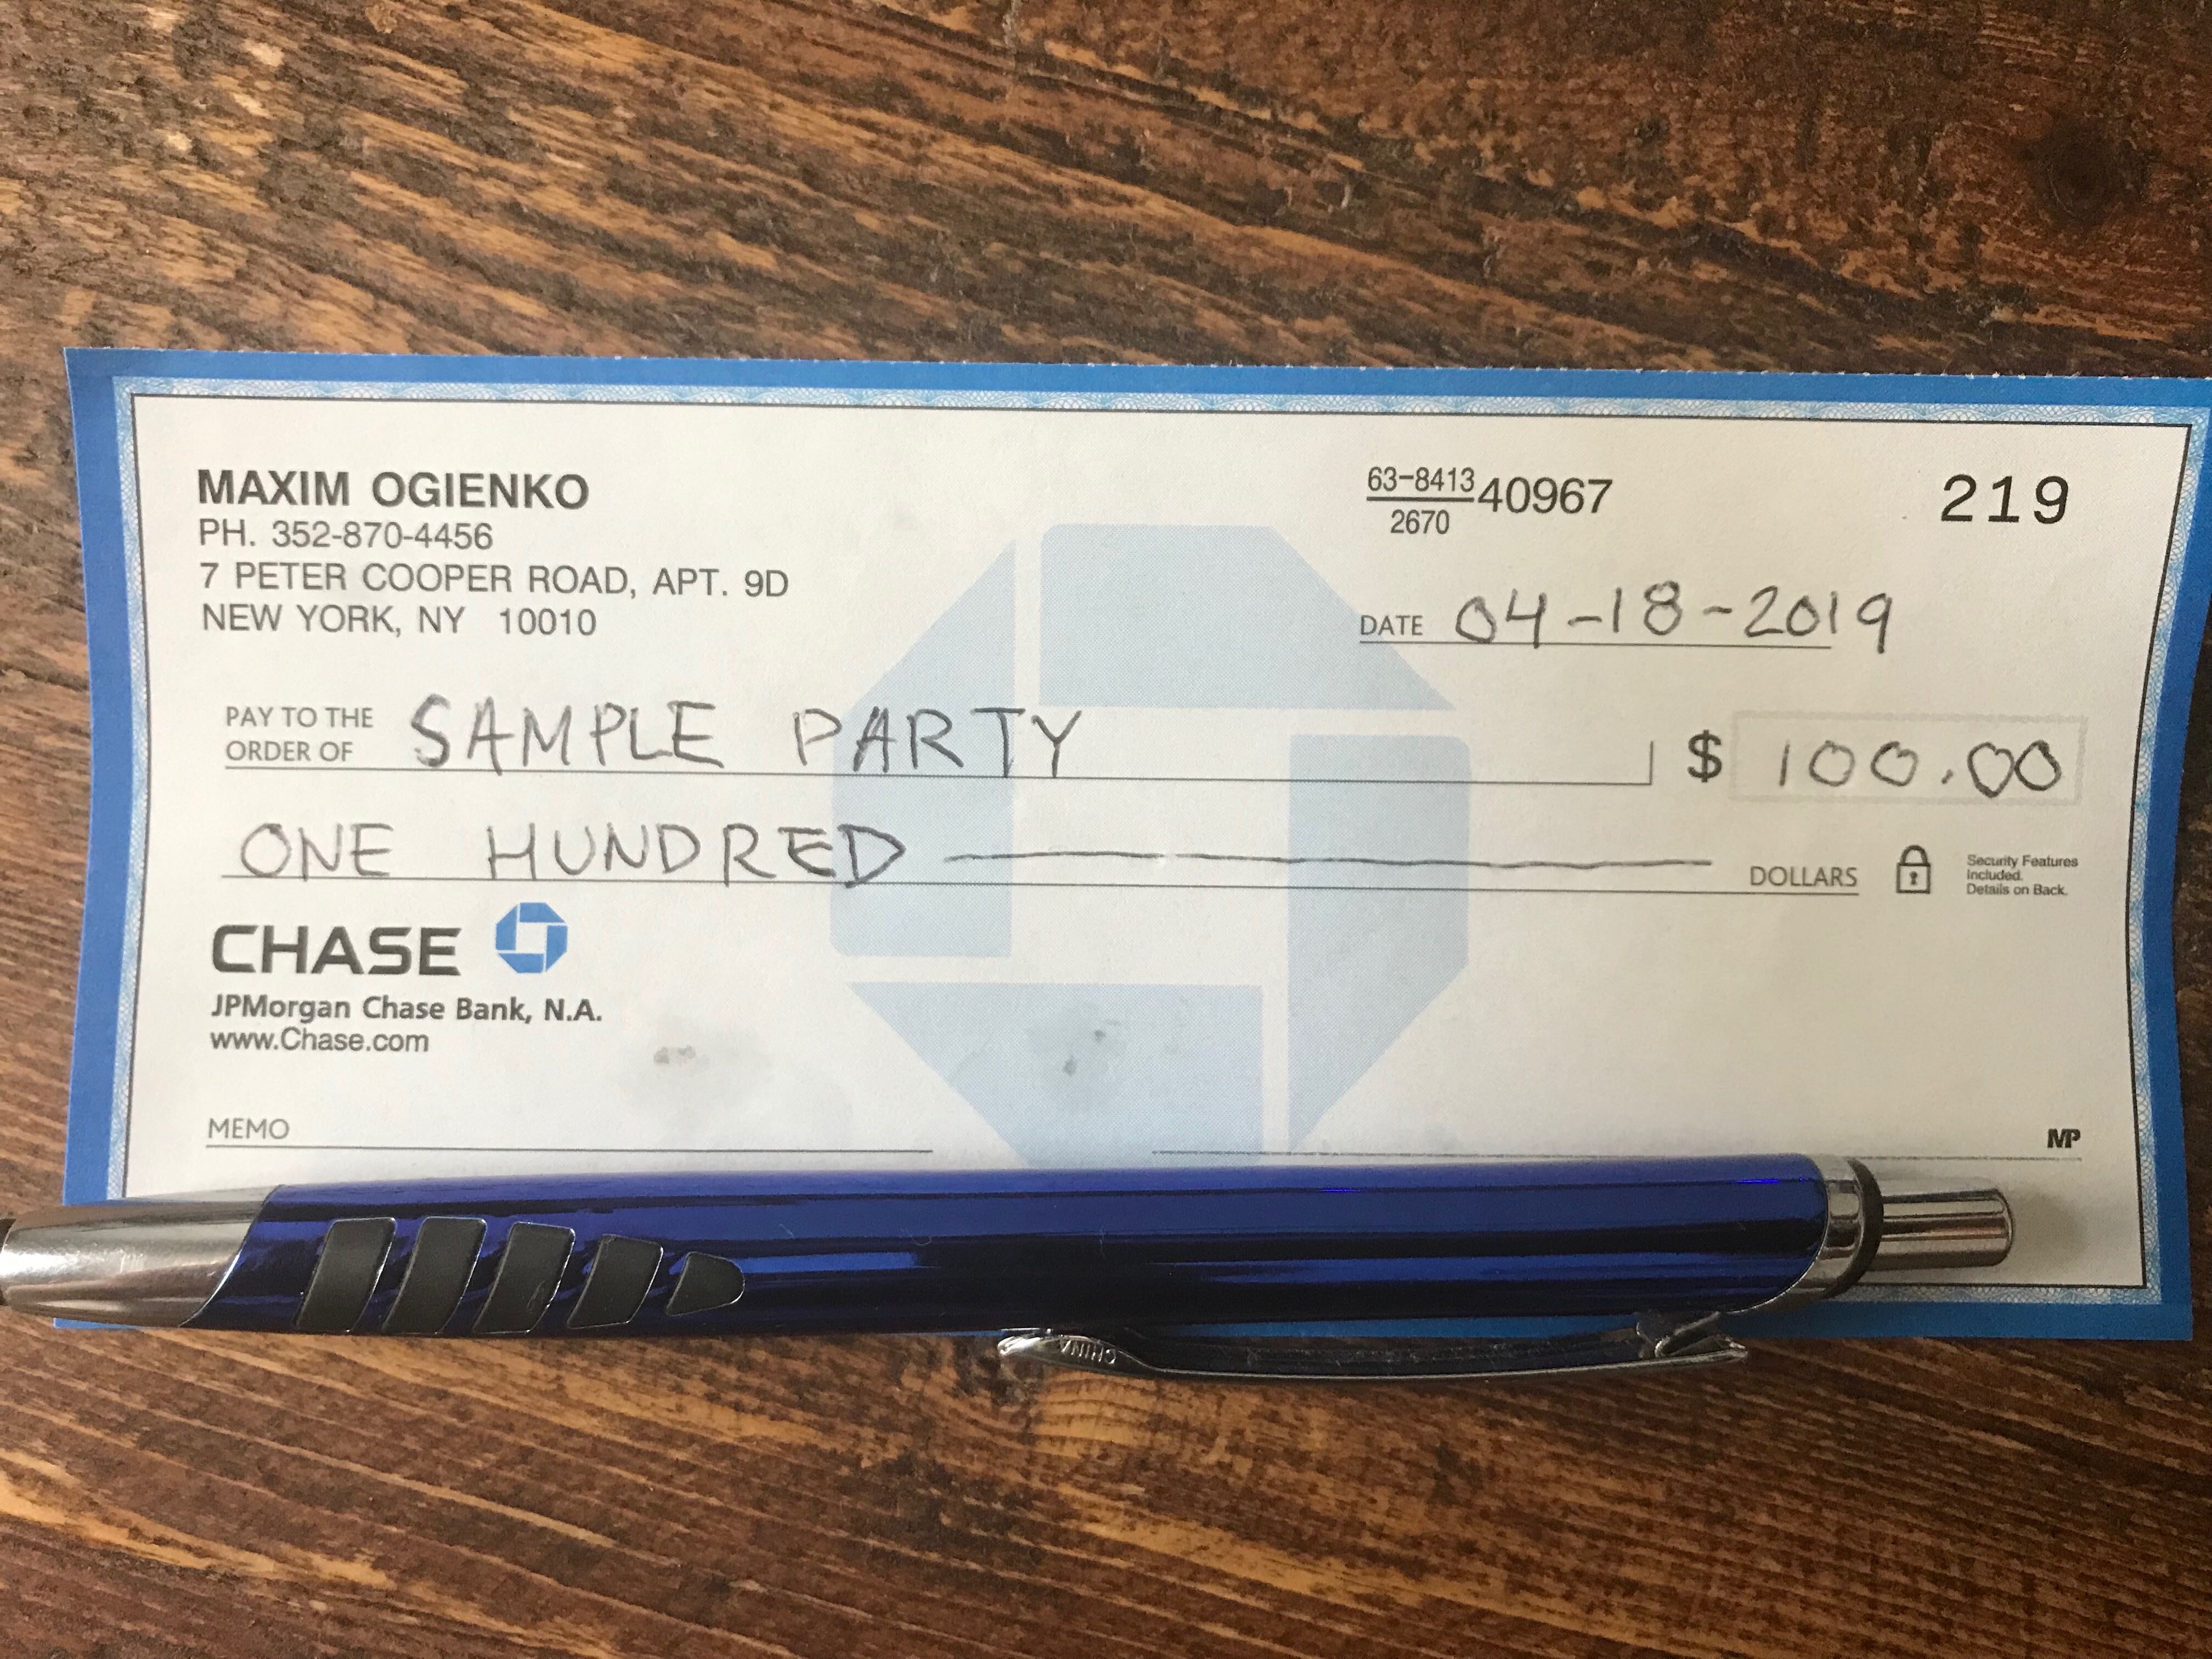 MAXIM OGIENKO
PH. 352-870-4456
7 PETER COOPER ROAD, APT. 9D
NEW YORK, NY 10010
63-8413
2670
40967
219
DATE 04-18-2019
PAY TO THE
ORDER OF
SAMPLE PARTY
$ 100.00
ONE HUNDRED
DOLLARS
Security Features
Included.
Details on Back.
CHASE
JPMorgan Chase Bank, N.A.
www.Chase.com
MEMO
MP
CHINA